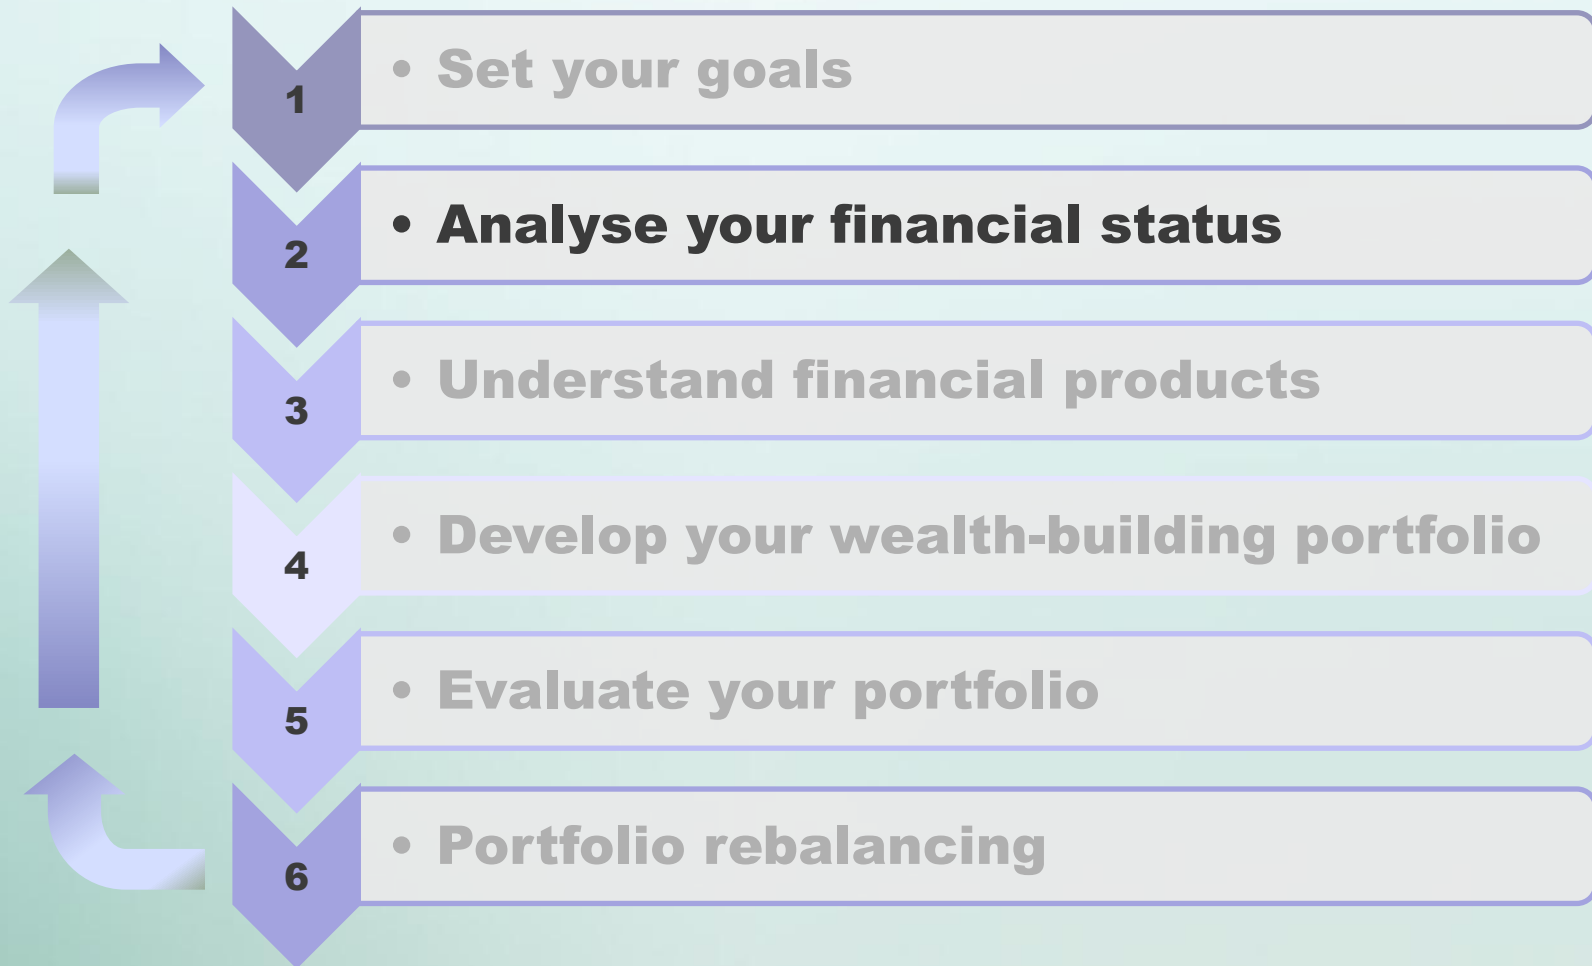 1
• Set your goals
2
• Analyse your financial status
3
• Understand financial products
4
• Develop your wealth-building portfolio
5
• Evaluate your portfolio
6
• Portfolio rebalancing